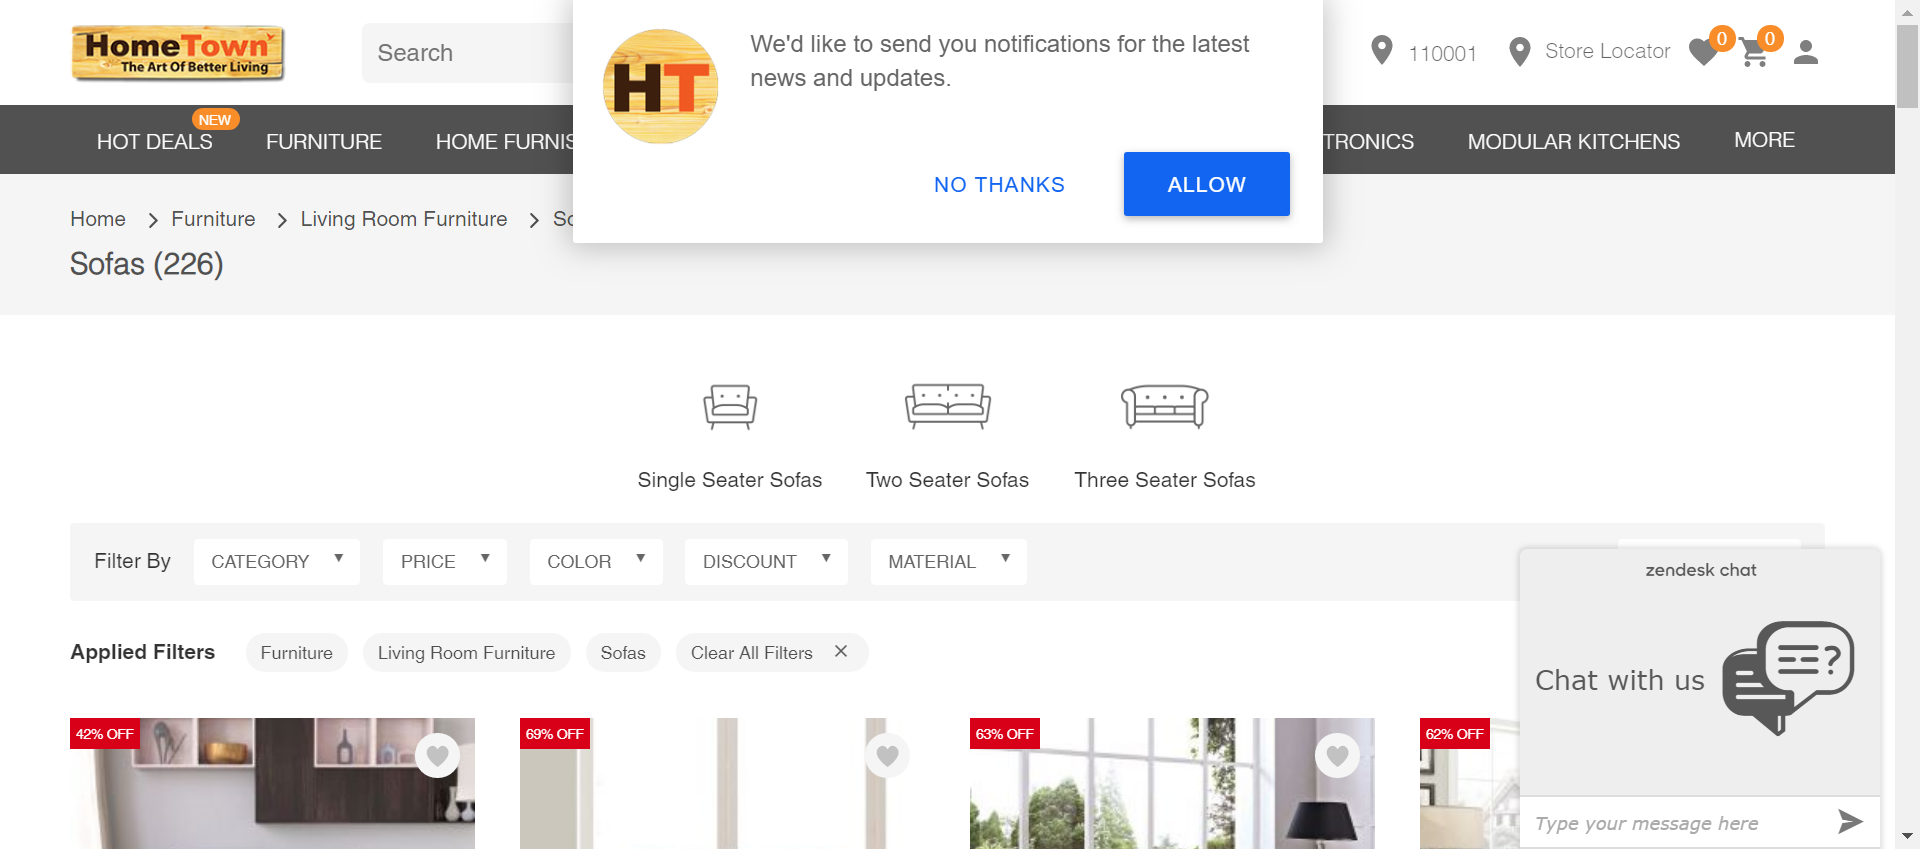 HomeTown
The Art Of Better Living
Search
We'd like to send you notifications for the latest
news and updates.
HT
NO THANKS
ALLOW
110001
Store Locator
0
0
HOT DEALS
NEW
FURNITURE
HOME FURNIS
TRONICS
MODULAR KITCHENS
MORE
Home
Furniture
Living Room Furniture
So
Sofas (226)
Single Seater Sofas
Two Seater Sofas
Three Seater Sofas
Filter By
CATEGORY
PRICE
COLOR
DISCOUNT
MATERIAL
Applied Filters
Furniture
Living Room Furniture
Sofas
Clear All Filters
42% OFF
69% OFF
63% OFF
62% OFF
zendesk chat
Chat with us
Type your message here